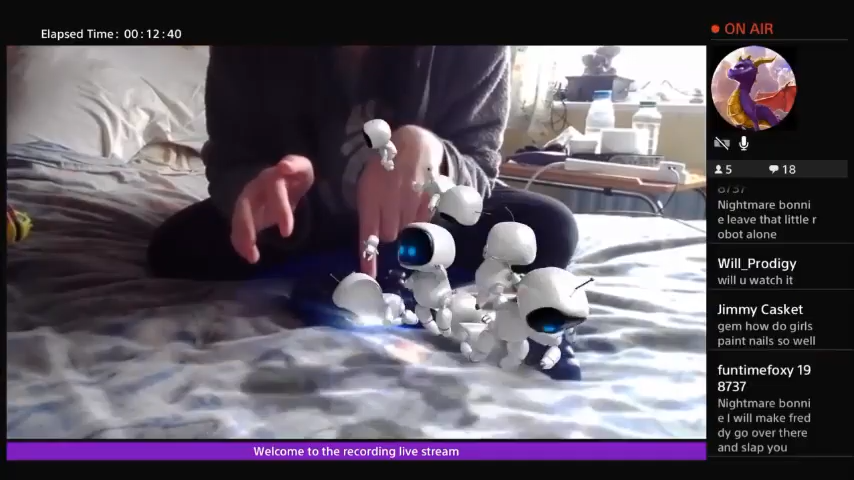 Elapsed Time: 00:12:40
ON AIR
5
18
8737
Nightmare bonni
e leave that little r
obot alone
Will_Prodigy
will u watch it
Jimmy Casket
gem how do girls
paint nails so well
funtimefoxy 19
8737
Nightmare bonni
e I will make fred
dy go over there
and slap you
Welcome to the recording live stream